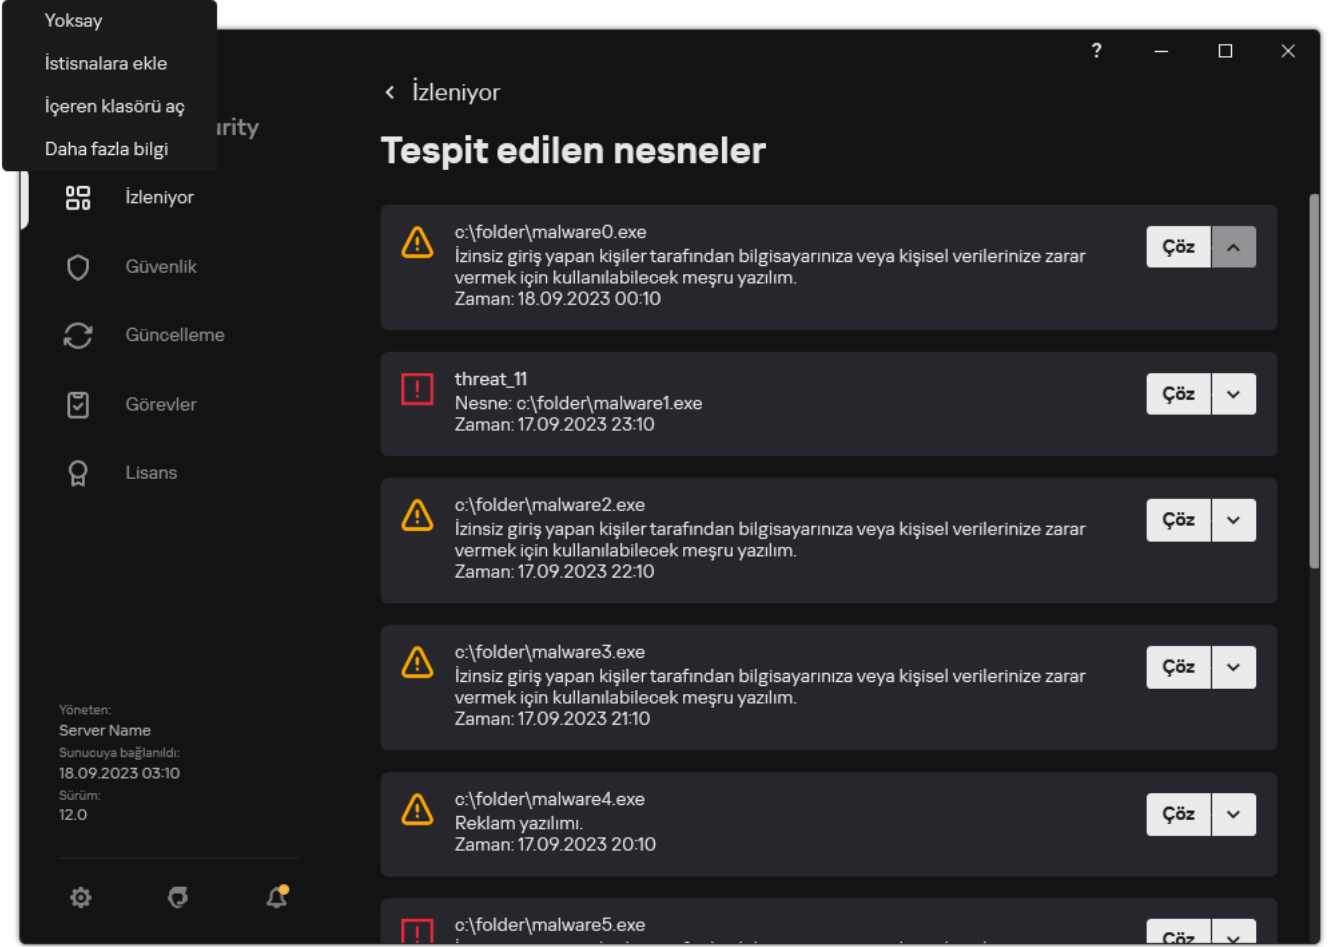 Yoksay
İstisnalara ekle
İçeren klasörü aç
Daha fazla bilgi
urity
İzleniyor
Güvenlik
Güncelleme
Görevler
Lisans
Yöneten:
Server Name
Sunucuya bağlanıldı:
18.09.2023 03:10
Sürüm:
12.0
?
İzleniyor
Tespit edilen nesneler
c:\folder\malware0.exe
İzinsiz giriş yapan kişiler tarafından bilgisayarınıza veya kişisel verilerinize zarar
vermek için kullanılabilecek meşru yazılım.
Zaman: 18.09.2023 00:10
Çöz
threat_11
Nesne: c:\folder\malware1.exe
Zaman: 17.09.2023 23:10
Çöz
c:\folder\malware2.exe
İzinsiz giriş yapan kişiler tarafından bilgisayarınıza veya kişisel verilerinize zarar
vermek için kullanılabilecek meşru yazılım.
Zaman: 17.09.2023 22:10
Çöz
c:\folder\malware3.exe
İzinsiz giriş yapan kişiler tarafından bilgisayarınıza veya kişisel verilerinize zarar
vermek için kullanılabilecek meşru yazılım.
Zaman: 17.09.2023 21:10
Çöz
c:\folder\malware4.exe
Reklam yazılımı.
Zaman: 17.09.2023 20:10
Çöz
c:\folder\malware5.exe
Çöz